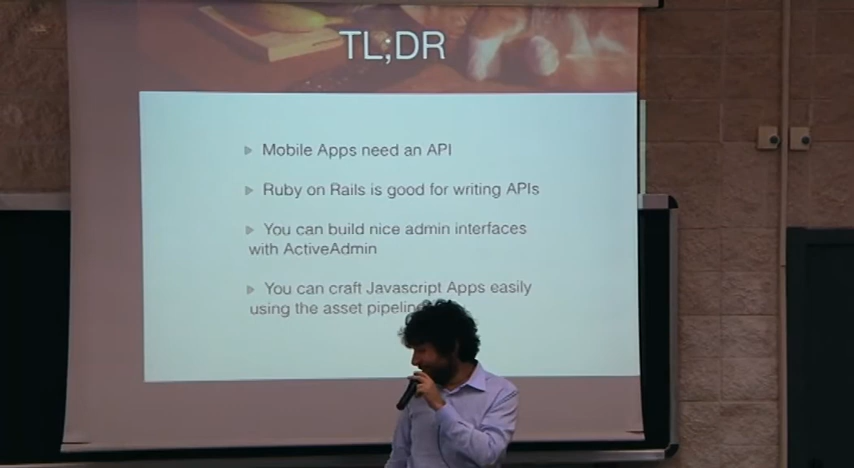 TL;DR
Mobile Apps need an API
Ruby on Rails is good for writing APIs
You can build nice admin interfaces
with ActiveAdmin
You can craft Javascript Apps easily
using the asset pipeline